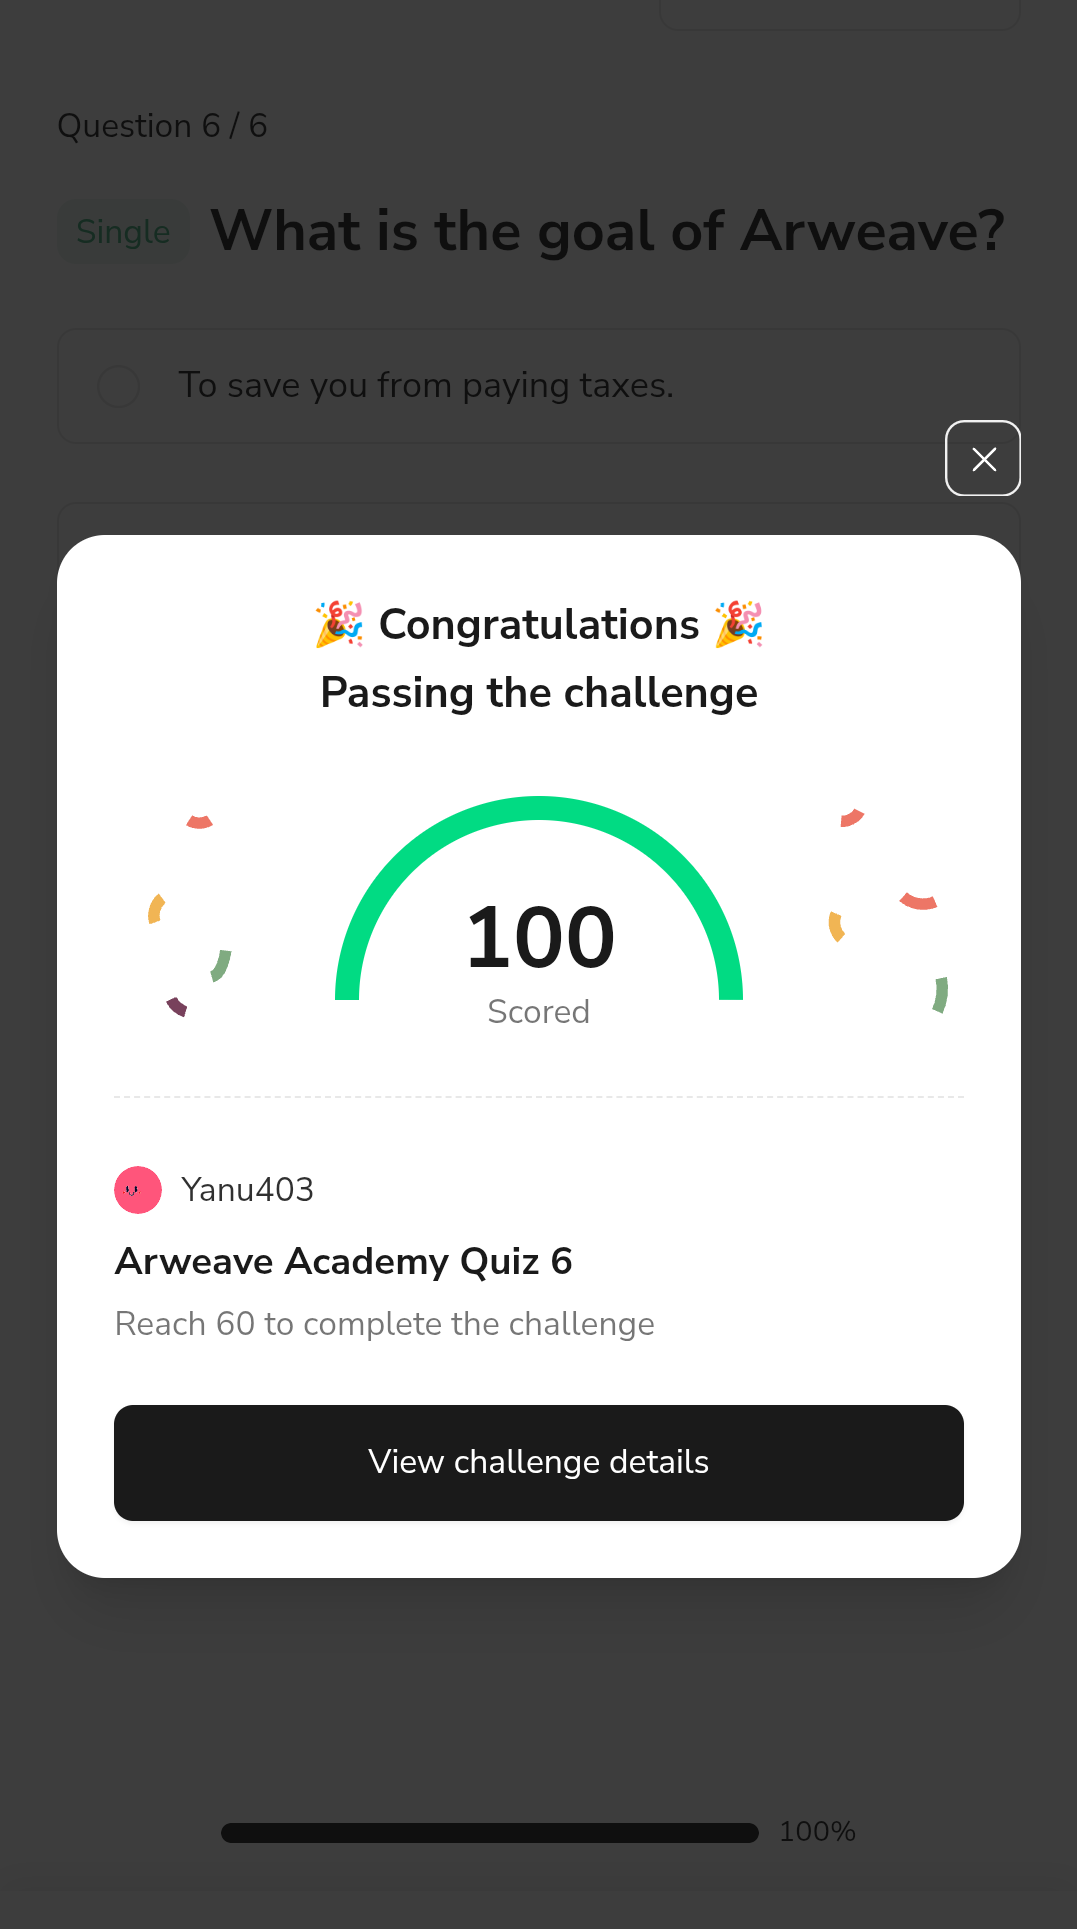 Question 6 / 6
Single What is the goal of Arweave?
To save you from paying taxes.
🎉 Congratulations 🎉
Passing the challenge
100
Scored
Yanu403
Arweave Academy Quiz 6
Reach 60 to complete the challenge
View challenge details
100%